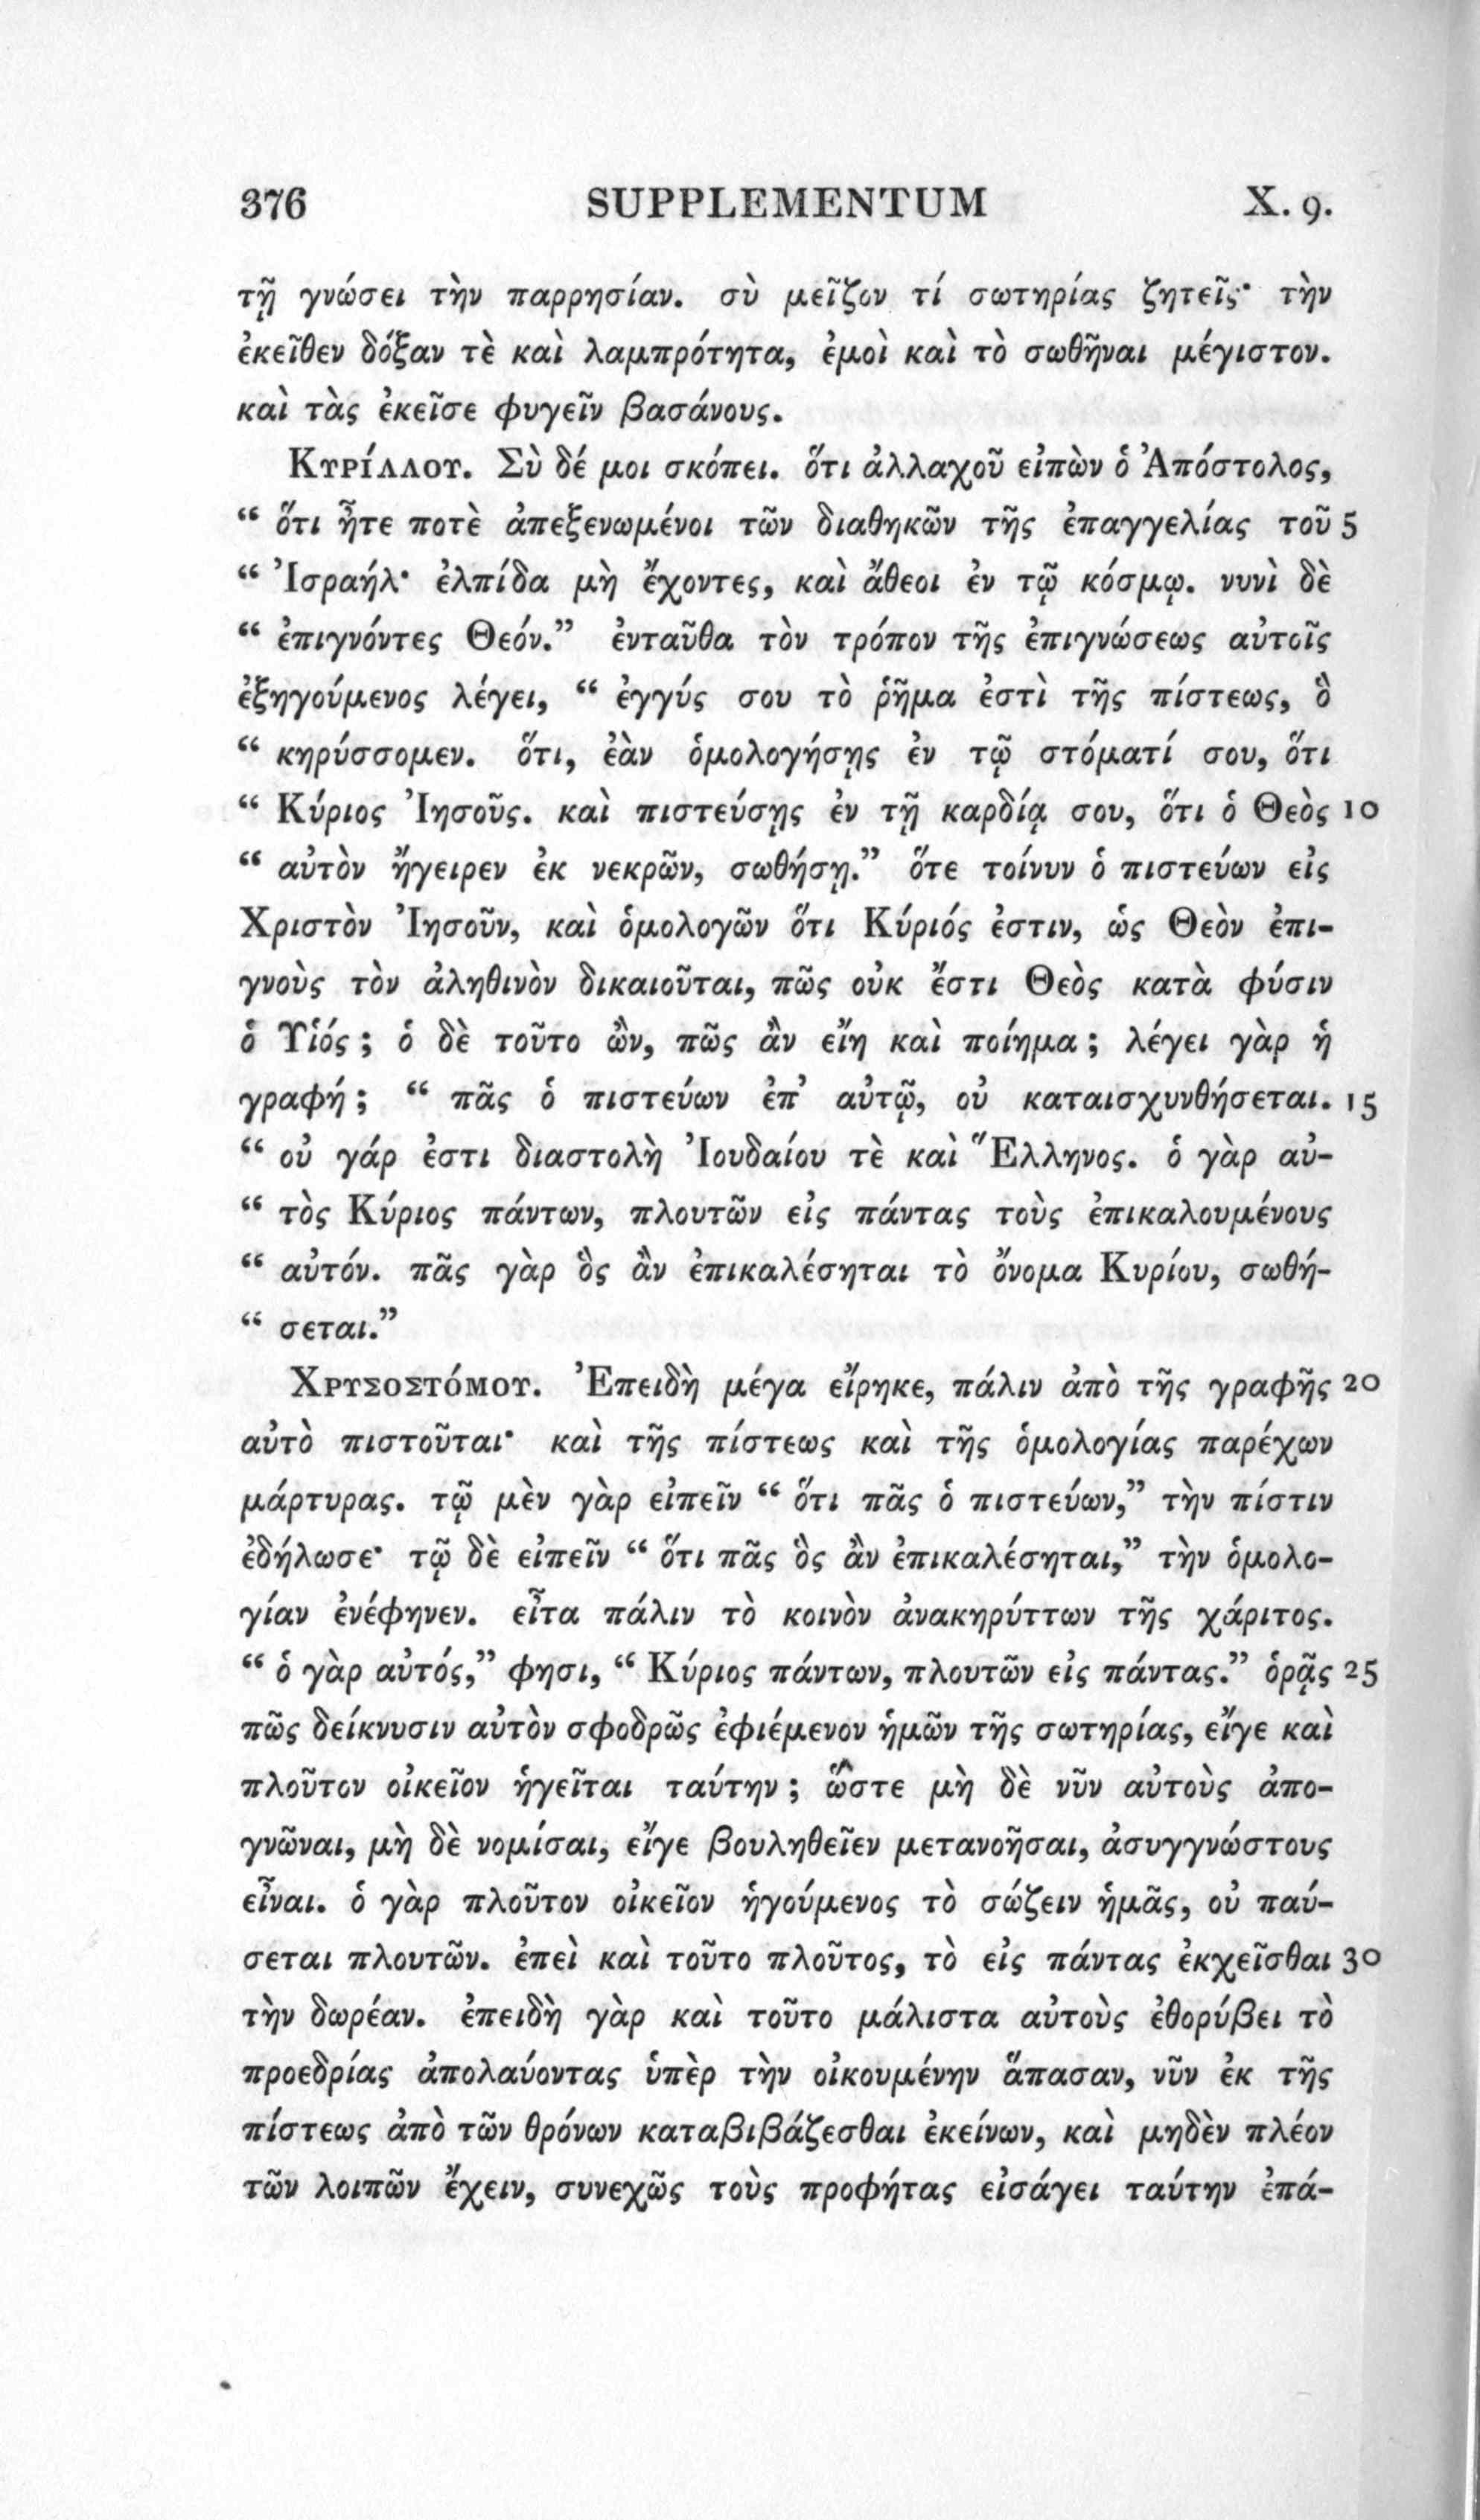 376 SUPPLEMENTUM X. 9.
τῇ γνώσει τὴν παρρησίαν. σὺ μεῖζον τί σωτηρίας ζητεῖς· τὴν
ἐκεῖθεν δόξαν τὲ καὶ λαμπρότητα, ἐμοὶ καὶ τὸ σωθῆναι μέγιστον.
καὶ τὰς ἐκεῖσε φυγεῖν βασάνους.
Κυρίλλου. Σὺ δέ μοι σκόπει. ὅτι ἀλλαχοῦ εἰπὼν ὁ Ἀπόστολος,
“ ὅτι ἦτε ποτὲ ἀπεξενωμένοι τῶν διαθηκῶν τῆς ἐπαγγελίας τοῦ 5
“ Ἰσραήλ· ἐλπίδα μὴ ἔχοντες, καὶ ἄθεοι ἐν τῷ κόσμῳ. νυνὶ δὲ
“ ἐπιγνόντες Θεόν.” ἐνταῦθα τὸν τρόπον τῆς ἐπιγνώσεως αὐτοῖς
ἐξηγούμενος λέγει, “ ἐγγύς σου τὸ ῥῆμα ἐστὶ τῆς πίστεως, ὃ
“ κηρύσσομεν. ὅτι, ἐὰν ὁμολογήσῃς ἐν τῷ στόματί σου, ὅτι
“ Κύριος Ἰησοῦς. καὶ πιστεύσῃς ἐν τῇ καρδίᾳ σου, ὅτι ὁ Θεὸς 10
“ αὐτὸν ἤγειρεν ἐκ νεκρῶν, σωθήσῃ.” ὅτε τοίνυν ὁ πιστεύων εἰς
Χριστὸν Ἰησοῦν, καὶ ὁμολογῶν ὅτι Κύριός ἐστιν, ὡς Θεὸν ἐπι-
γνοὺς τὸν ἀληθινὸν δικαιοῦται, πῶς οὐκ ἔστι Θεὸς κατὰ φύσιν
ὁ Υἱός ; ὁ δὲ τοῦτο ὢν, πῶς ἂν εἴη καὶ ποίημα ; λέγει γὰρ ἡ
γραφή ; “ πᾶς ὁ πιστεύων ἐπ’ αὐτῷ, οὐ καταισχυνθήσεται. 15
“ οὐ γάρ ἐστι διαστολὴ Ἰουδαίου τὲ καὶ Ἕλληνος. ὁ γὰρ αὐ-
“ τὸς Κύριος πάντων, πλουτῶν εἰς πάντας τοὺς ἐπικαλουμένους
“ αὐτόν. πᾶς γὰρ ὃς ἂν ἐπικαλέσηται τὸ ὄνομα Κυρίου, σωθή-
“ σεται.”
Χρυσοστόμου. Ἐπειδὴ μέγα εἴρηκε, πάλιν ἀπὸ τῆς γραφῆς 20
αὐτὸ πιστοῦται· καὶ τῆς πίστεως καὶ τῆς ὁμολογίας παρέχων
μάρτυρας. τῷ μὲν γὰρ εἰπεῖν “ ὅτι πᾶς ὁ πιστεύων,” τὴν πίστιν
ἐδήλωσε· τῷ δὲ εἰπεῖν “ ὅτι πᾶς ὃς ἂν ἐπικαλέσηται,” τὴν ὁμολο-
γίαν ἐνέφηνεν. εἶτα πάλιν τὸ κοινὸν ἀνακηρύττων τῆς χάριτος.
“ ὁ γὰρ αὐτός,” φησι, “ Κύριος πάντων, πλουτῶν εἰς πάντας.” ὁρᾷς 25
πῶς δείκνυσιν αὐτὸν σφοδρῶς ἐφιέμενον ἡμῶν τῆς σωτηρίας, εἴγε καὶ
πλοῦτον οἰκεῖον ἡγεῖται ταύτην ; ὥστε μὴ δὲ νῦν αὐτοὺς ἀπο-
γνῶναι, μὴ δὲ νομίσαι, εἴγε βουληθεῖεν μετανοῆσαι, ἀσυγγνώστους
εἶναι. ὁ γὰρ πλοῦτον οἰκεῖον ἡγούμενος τὸ σώζειν ἡμᾶς, οὐ παύ-
σεται πλουτῶν. ἐπεὶ καὶ τοῦτο πλοῦτος, τὸ εἰς πάντας ἐκχεῖσθαι 30
τὴν δωρέαν. ἐπειδὴ γὰρ καὶ τοῦτο μάλιστα αὐτοὺς ἐθορύβει τὸ
προεδρίας ἀπολαύοντας ὑπὲρ τὴν οἰκουμένην ἅπασαν, νῦν ἐκ τῆς
πίστεως ἀπὸ τῶν θρόνων καταβιβάζεσθαι ἐκείνων, καὶ μηδὲν πλέον
τῶν λοιπῶν ἔχειν, συνεχῶς τοὺς προφήτας εἰσάγει ταύτην ἐπά-